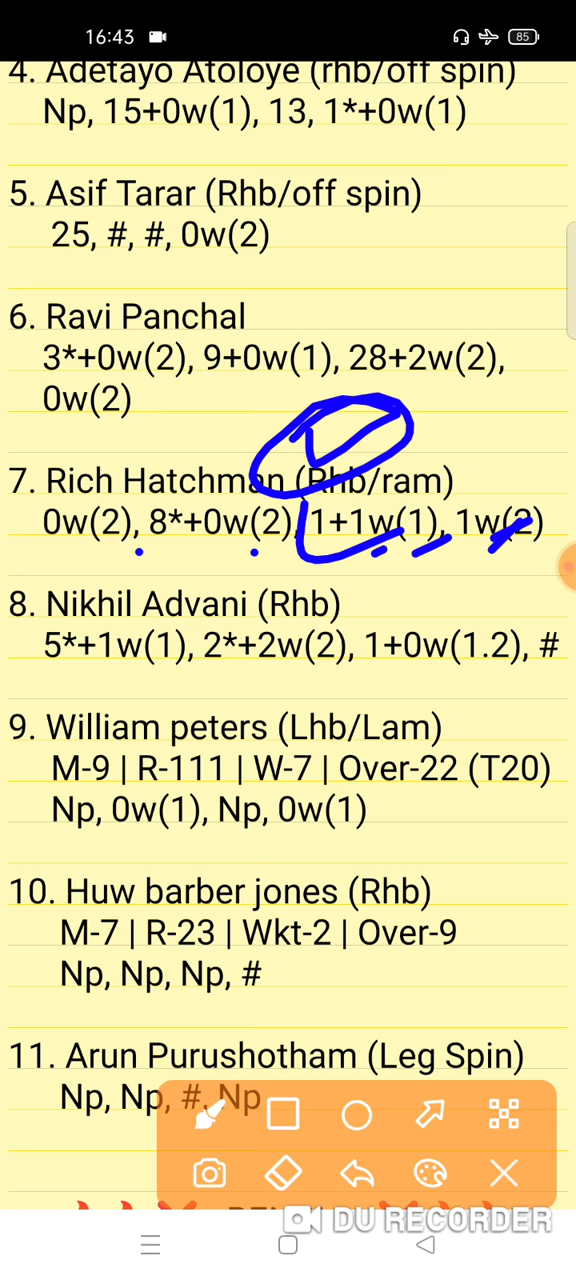 16:43
85
4. Adetayo Atoloye (rhb/off spin)
Np, 15+0w(1), 13, 1*+0w(1)
5. Asif Tarar (Rhb/off spin)
25, #, #, 0w(2)
6. Ravi Panchal
3*+0w(2), 9+0w(1), 28+2w(2),
0w(2)
7. Rich Hatchman (Rhb/ram)
0w(2), 8*+0w(2), 1+1w(1), 1w(2)
8. Nikhil Advani (Rhb)
5*+1w(1), 2*+2w(2), 1+0w(1.2), #
9. William peters (Lhb/Lam)
M-9 | R-111 | W-7 | Over-22 (T20)
Np, 0w(1), Np, 0w(1)
10. Huw barber jones (Rhb)
M-7 | R-23 | Wkt-2 | Over-9
Np, Np, Np, #
11. Arun Purushotham (Leg Spin)
Np, Np, #, Np
DU RECORDER